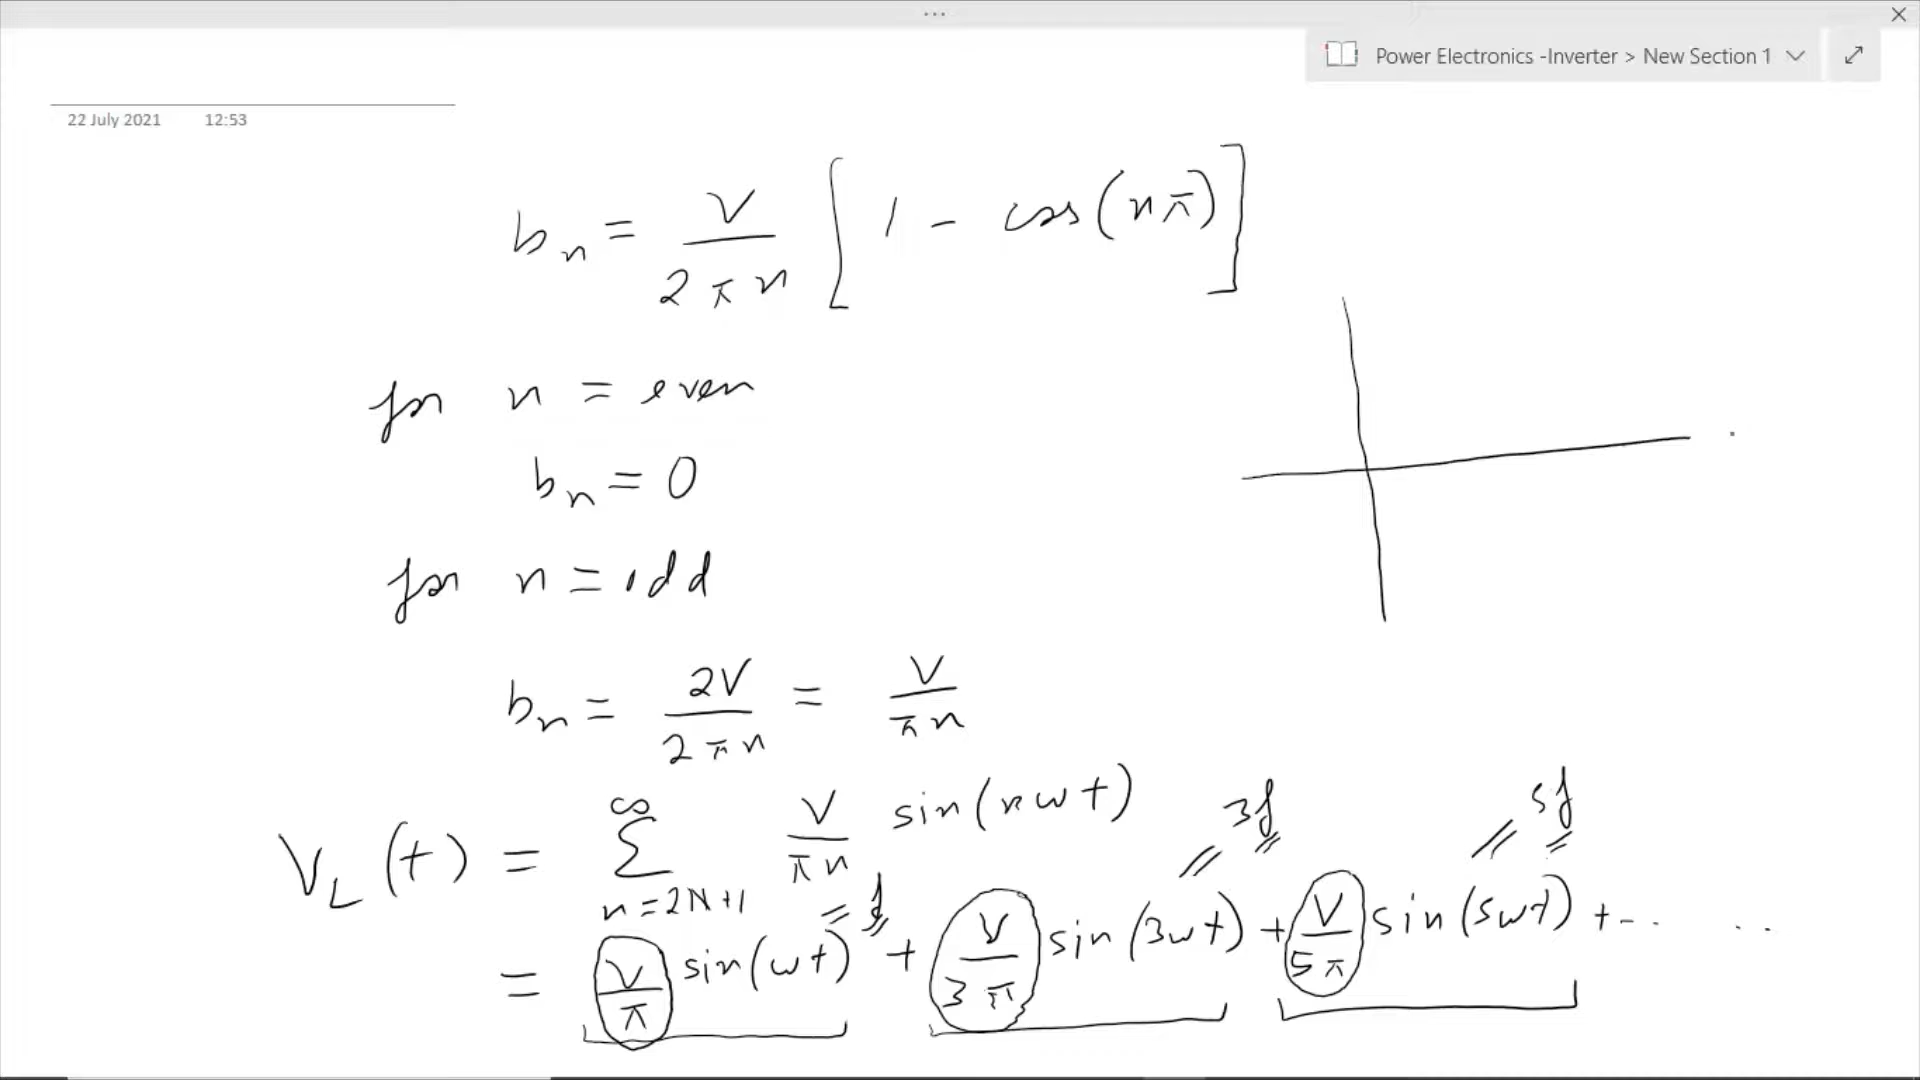 Power Electronics -Inverter > New Section 1
22 July 2021 12:53
bₙ = V / 2πn [1 - cos(nπ)]
for n = even
bₙ = 0
for n = odd
bₙ = 2V / 2πn = V / πn
V_L(t) = ∞ Σ n=2N+1 V / πn sin(nωt)
f 3f 5f
= V / π sin(ωt) + V / 3π sin(3ωt) + V / 5π sin(5ωt) + -.. ..